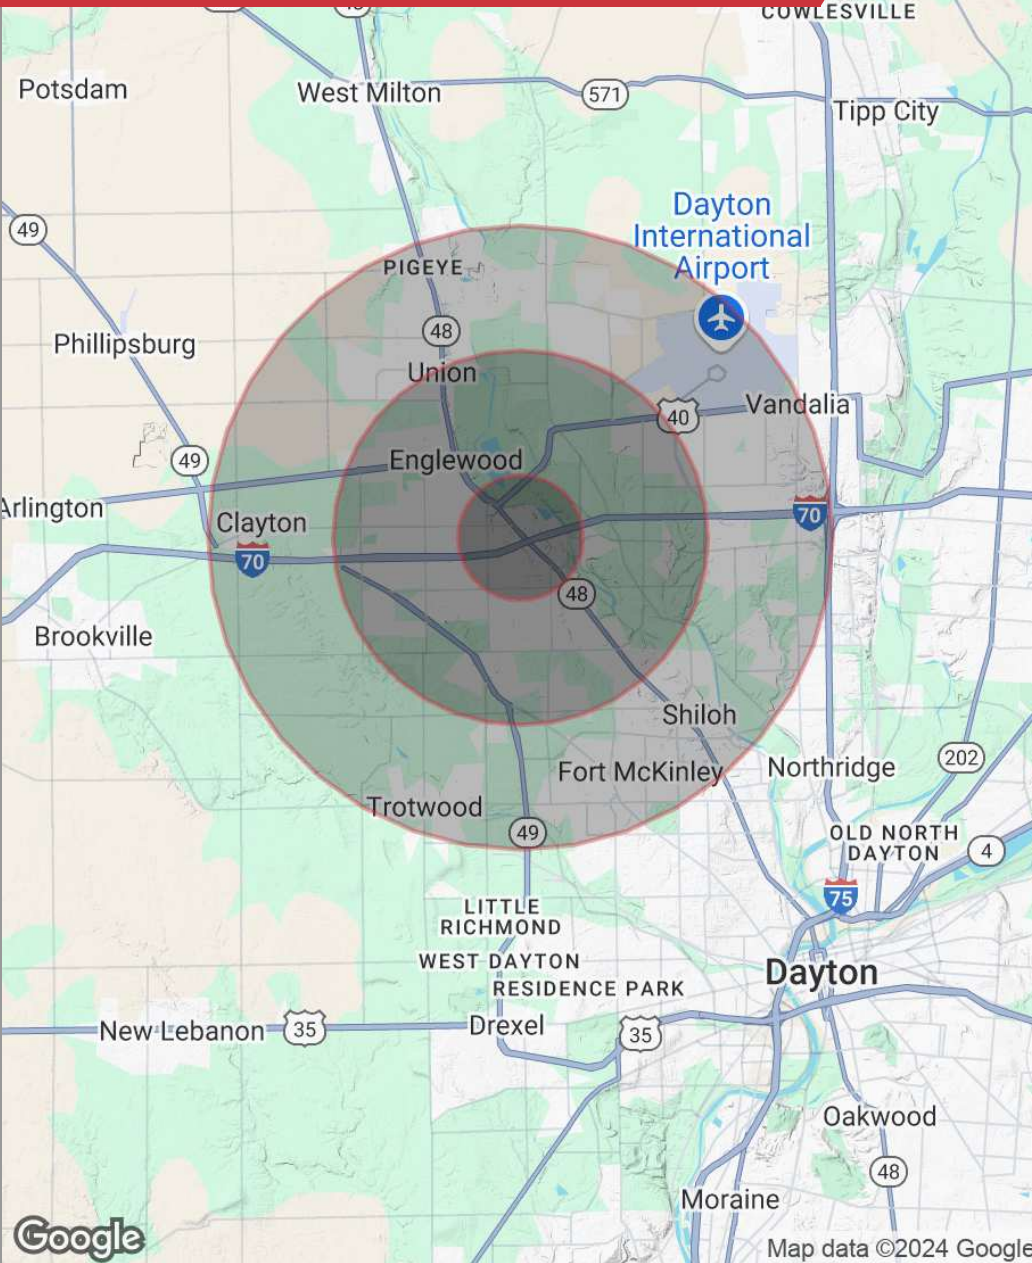 COWLESVILLE
Potsdam
West Milton
571
Tipp City
Dayton
International
Airport
49
PIGEYE
48
Phillipsburg
Union
Vandalia
40
Englewood
49
Arlington
Clayton
70
70
48
Brookville
Shiloh
Fort McKinley
Northridge
202
Trotwood
49
OLD NORTH
DAYTON
4
75
LITTLE
RICHMOND
WEST DAYTON
Dayton
RESIDENCE PARK
New Lebanon
35
Drexel
35
Oakwood
48
Moraine
Google
Map data ©2024 Google